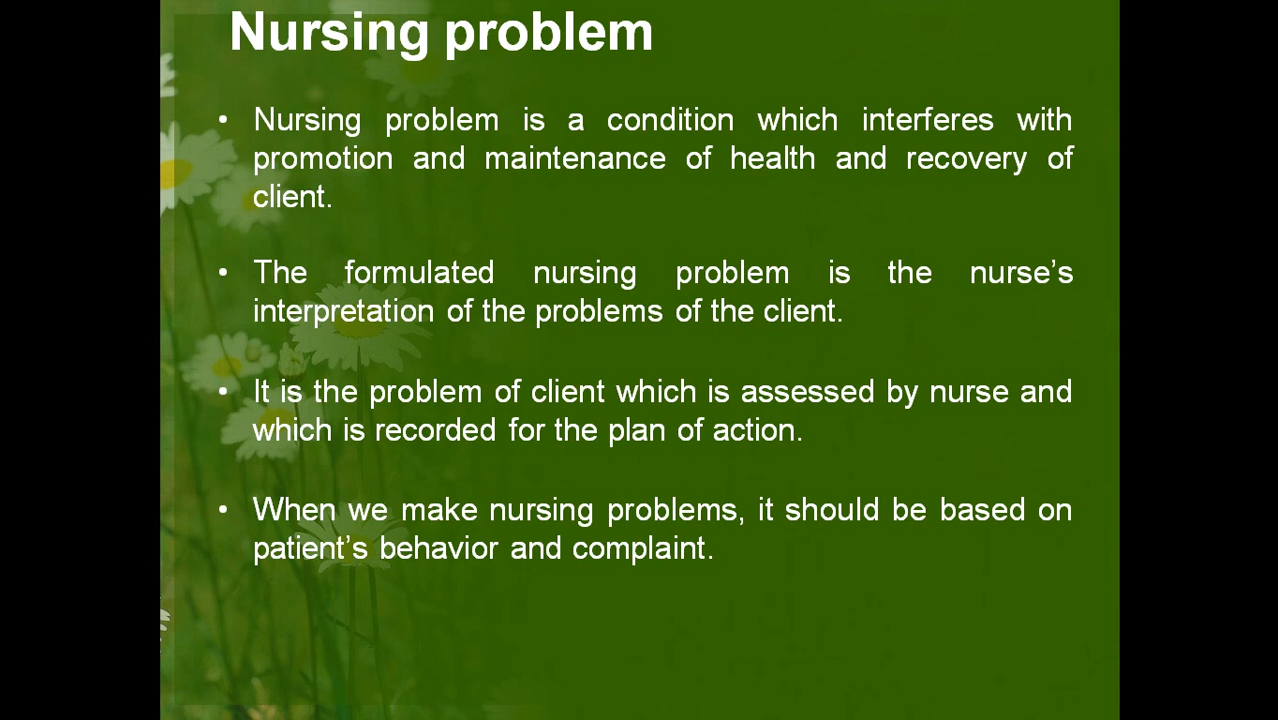 Nursing problem
• Nursing problem is a condition which interferes with
promotion and maintenance of health and recovery of
client.
• The formulated nursing problem is the nurse’s
interpretation of the problems of the client.
• It is the problem of client which is assessed by nurse and
which is recorded for the plan of action.
• When we make nursing problems, it should be based on
patient’s behavior and complaint.